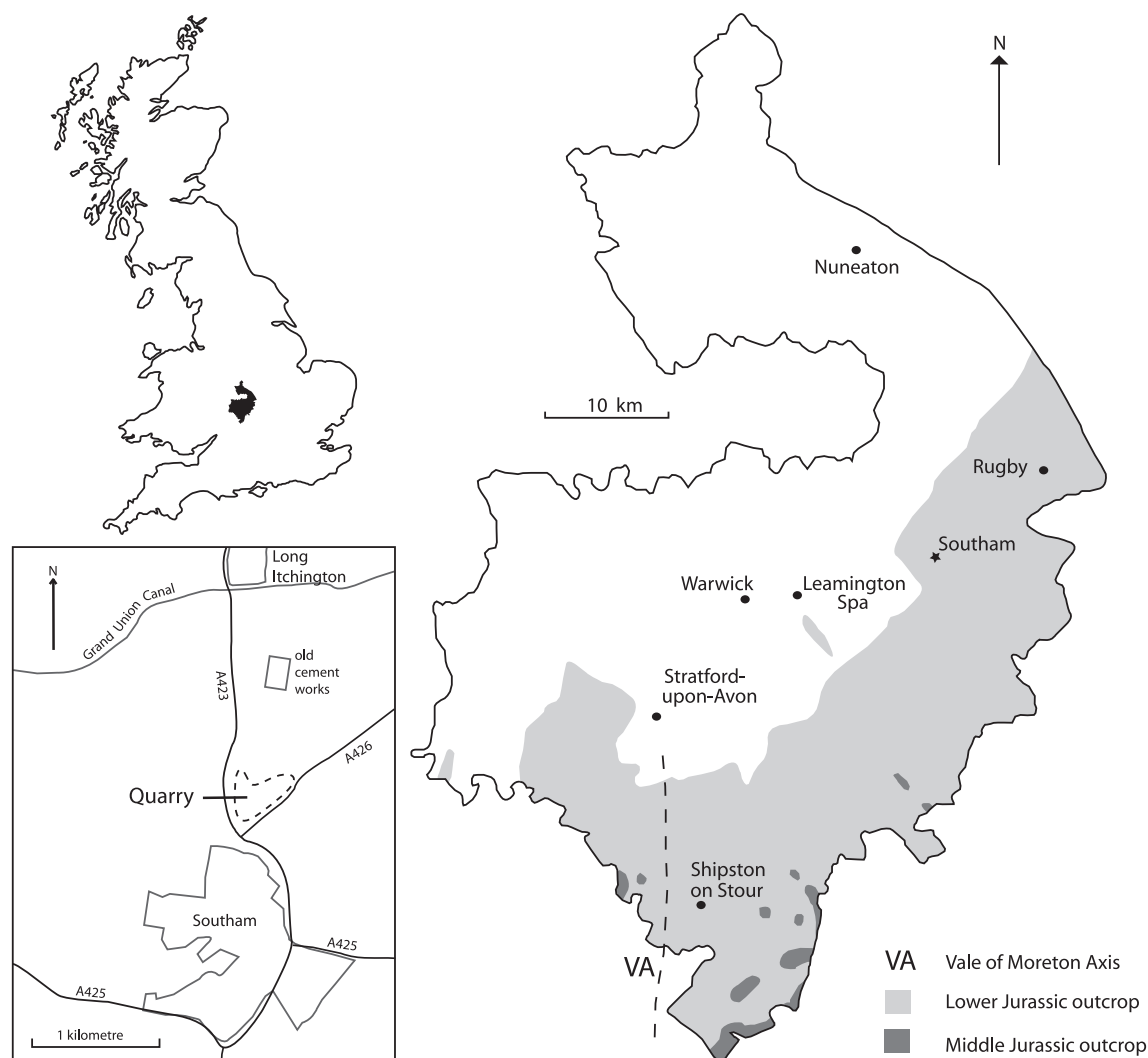 N
Nuneaton
10 km
Rugby
Southam
Warwick
Leamington
Spa
Stratford-
upon-Avon
Shipston
on Stour
VA
VA Vale of Moreton Axis
Lower Jurassic outcrop
Middle Jurassic outcrop
N
Long
Itchington
Grand Union Canal
old
cement
works
A423
A426
Quarry
Southam
A425
A425
1 kilometre